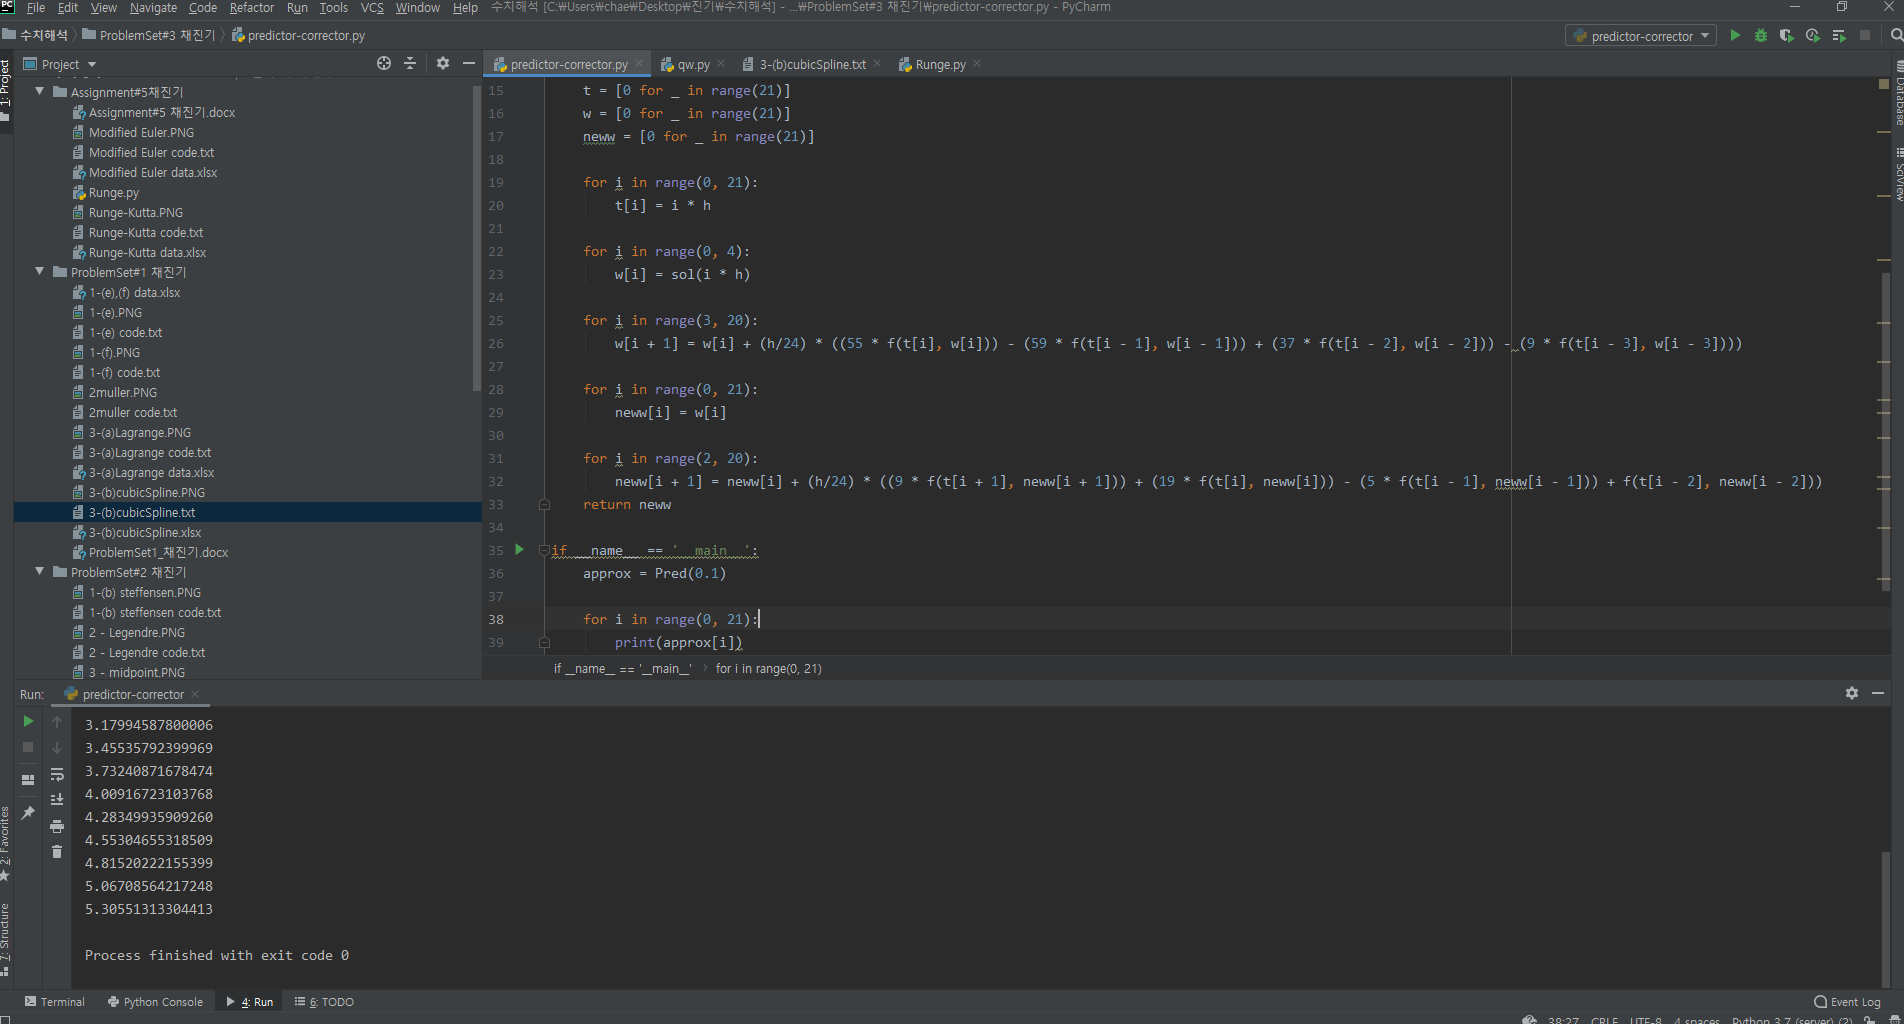 PC File Edit View Navigate Code Refactor Run Tools VCS Window Help 수치해석 [C:₩Users₩chae₩Desktop₩진기₩수치해석] - ...₩ProblemSet#3 채진기₩predictor-corrector.py - PyCharm
수치해석 ProblemSet#3 채진기 predictor-corrector.py predictor-corrector
Project predictor-corrector.py qw.py 3-(b)cubicSpline.txt Runge.py
1: Project
Assignment#5채진기
Assignment#5 채진기.docx
Modified Euler.PNG
Modified Euler code.txt
Modified Euler data.xlsx
Runge.py
Runge-Kutta.PNG
Runge-Kutta code.txt
Runge-Kutta data.xlsx
ProblemSet#1 채진기
1-(e),(f) data.xlsx
1-(e).PNG
1-(e) code.txt
1-(f).PNG
1-(f) code.txt
2muller.PNG
2muller code.txt
3-(a)Lagrange.PNG
3-(a)Lagrange code.txt
3-(a)Lagrange data.xlsx
3-(b)cubicSpline.PNG
3-(b)cubicSpline.txt
3-(b)cubicSpline.xlsx
ProblemSet1_채진기.docx
ProblemSet#2 채진기
1-(b) steffensen.PNG
1-(b) steffensen code.txt
2 - Legendre.PNG
2 - Legendre code.txt
3 - midpoint.PNG
15 t = [0 for _ in range(21)]
16 w = [0 for _ in range(21)]
17 neww = [0 for _ in range(21)]
18
19 for i in range(0, 21):
20 t[i] = i * h
21
22 for i in range(0, 4):
23 w[i] = sol(i * h)
24
25 for i in range(3, 20):
26 w[i + 1] = w[i] + (h/24) * ((55 * f(t[i], w[i])) - (59 * f(t[i - 1], w[i - 1])) + (37 * f(t[i - 2], w[i - 2])) - (9 * f(t[i - 3], w[i - 3])))
27
28 for i in range(0, 21):
29 neww[i] = w[i]
30
31 for i in range(2, 20):
32 neww[i + 1] = neww[i] + (h/24) * ((9 * f(t[i + 1], neww[i + 1])) + (19 * f(t[i], neww[i])) - (5 * f(t[i - 1], neww[i - 1])) + f(t[i - 2], neww[i - 2]))
33 return neww
34
35 if __name__ == '__main__':
36 approx = Pred(0.1)
37
38 for i in range(0, 21):
39 print(approx[i])
if __name__ == '__main__' › for i in range(0, 21)
Database
SciView
Run: predictor-corrector
3.17994587800006
3.45535792399969
3.73240871678474
4.00916723103768
4.28349935909260
4.55304655318509
4.81520222155399
5.06708564217248
5.30551313304413
Process finished with exit code 0
2: Favorites
7: Structure
Terminal Python Console 4: Run 6: TODO Event Log
38:27 CRLF UTF-8 4 spaces Python 3.7 (server) (2)